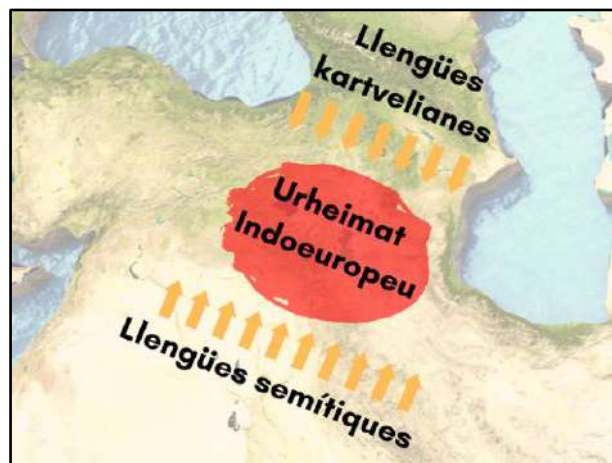 Llengües
kartvelianes
Urheimat
Indoeuropeu
Llengües semítiques